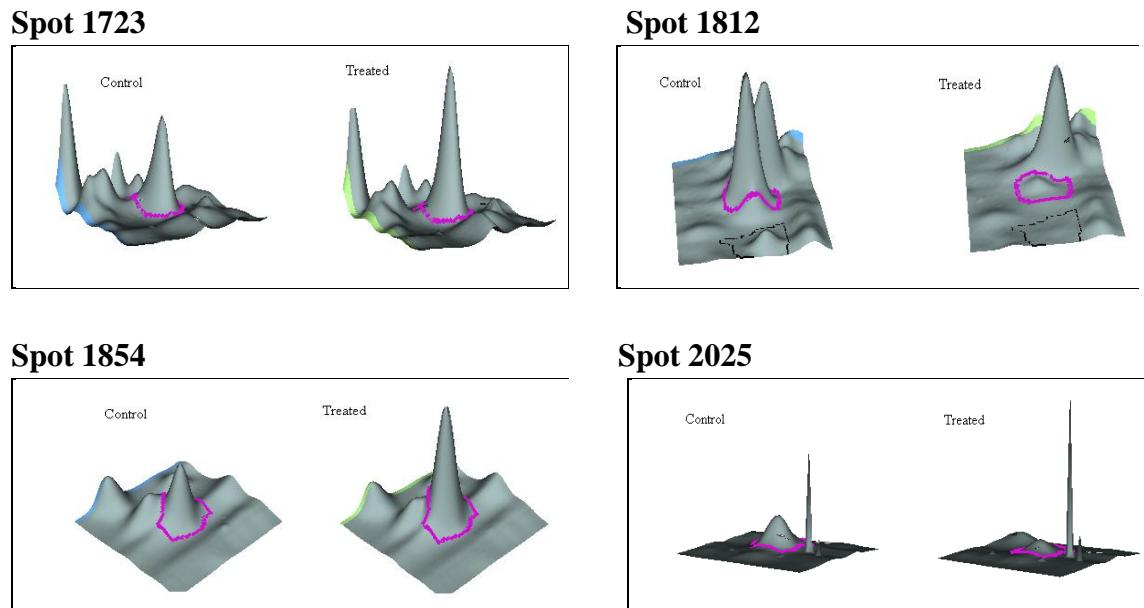 Spot 1723
Control
Treated
Spot 1812
Control
Treated
Spot 1854
Control
Treated
Spot 2025
Control
Treated